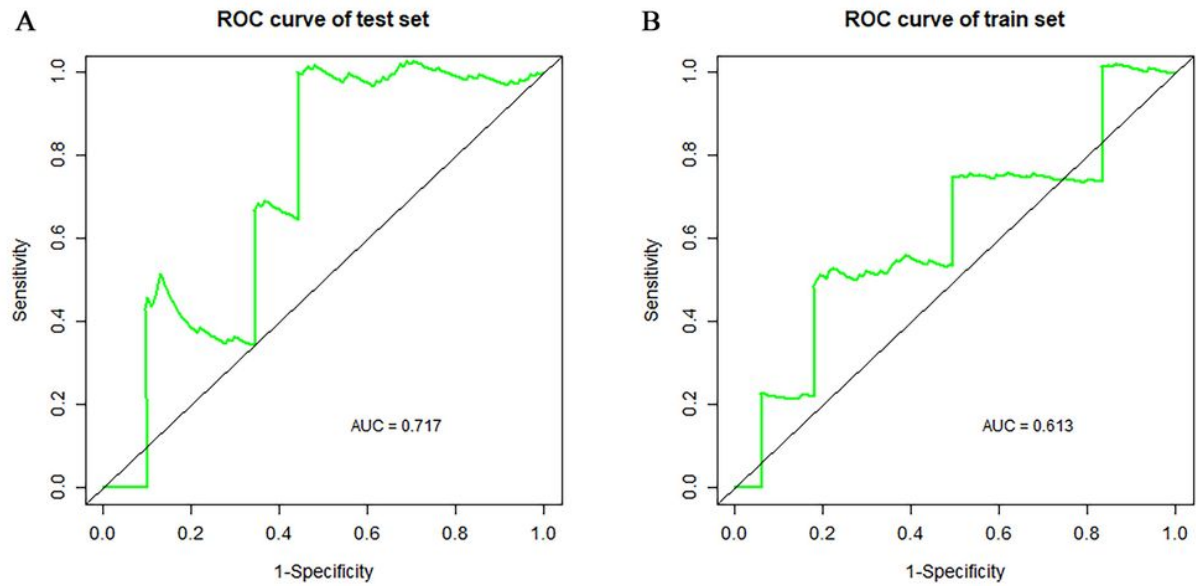 A
ROC curve of test set
Sensitivity
1.0
0.8
0.6
0.4
0.2
0.0
AUC = 0.717
0.0 0.2 0.4 0.6 0.8 1.0
1-Specificity
B
ROC curve of train set
Sensitivity
1.0
0.8
0.6
0.4
0.2
0.0
AUC = 0.613
0.0 0.2 0.4 0.6 0.8 1.0
1-Specificity